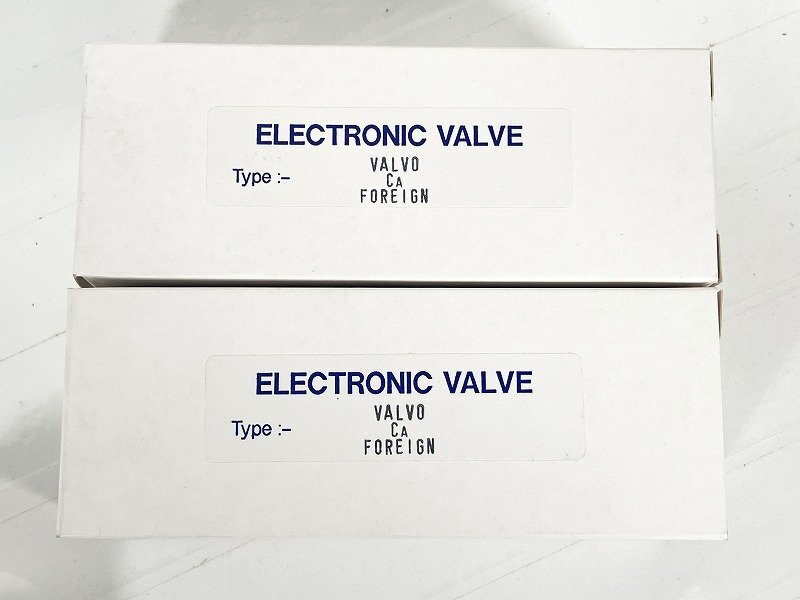 ELECTRONIC VALVE
VALVO
Type :- CA
FOREIGN
ELECTRONIC VALVE
VALVO
Type :- CA
FOREIGN